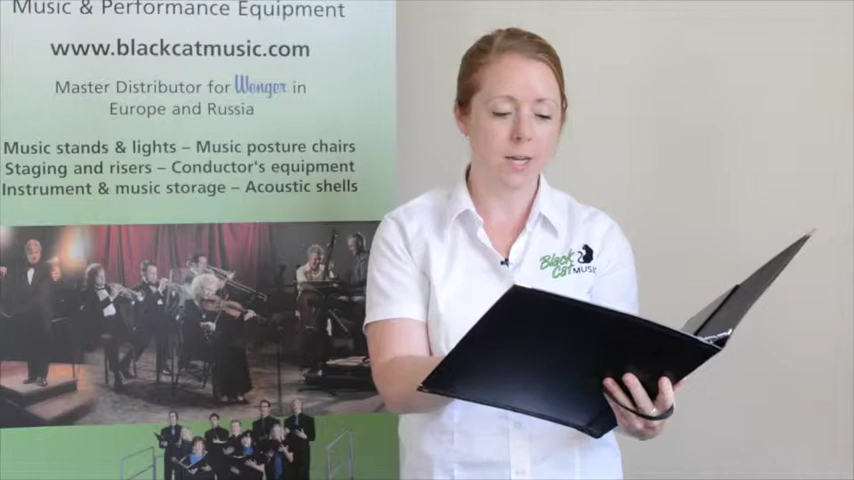 Music & Performance Equipment
www.blackcatmusic.com
Master Distributor for Wenger in
Europe and Russia
Music stands & lights – Music posture chairs
Staging and risers – Conductor's equipment
Instrument & music storage – Acoustic shells
Black
Cat MUSIC